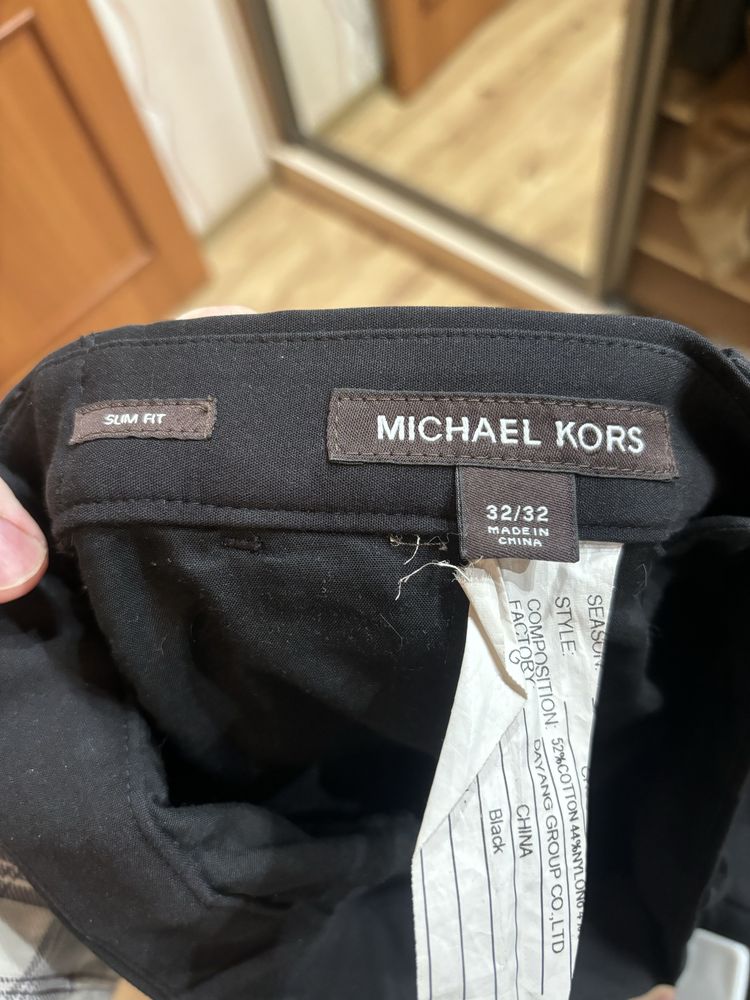 SLIM FIT
MICHAEL KORS
32/32
MADE IN
CHINA
STYLE:
COMPOSITION: 52%COTTON 44%NYLON
FACTORY
DAYANG GROUP CO.,LTD
CHINA
Black